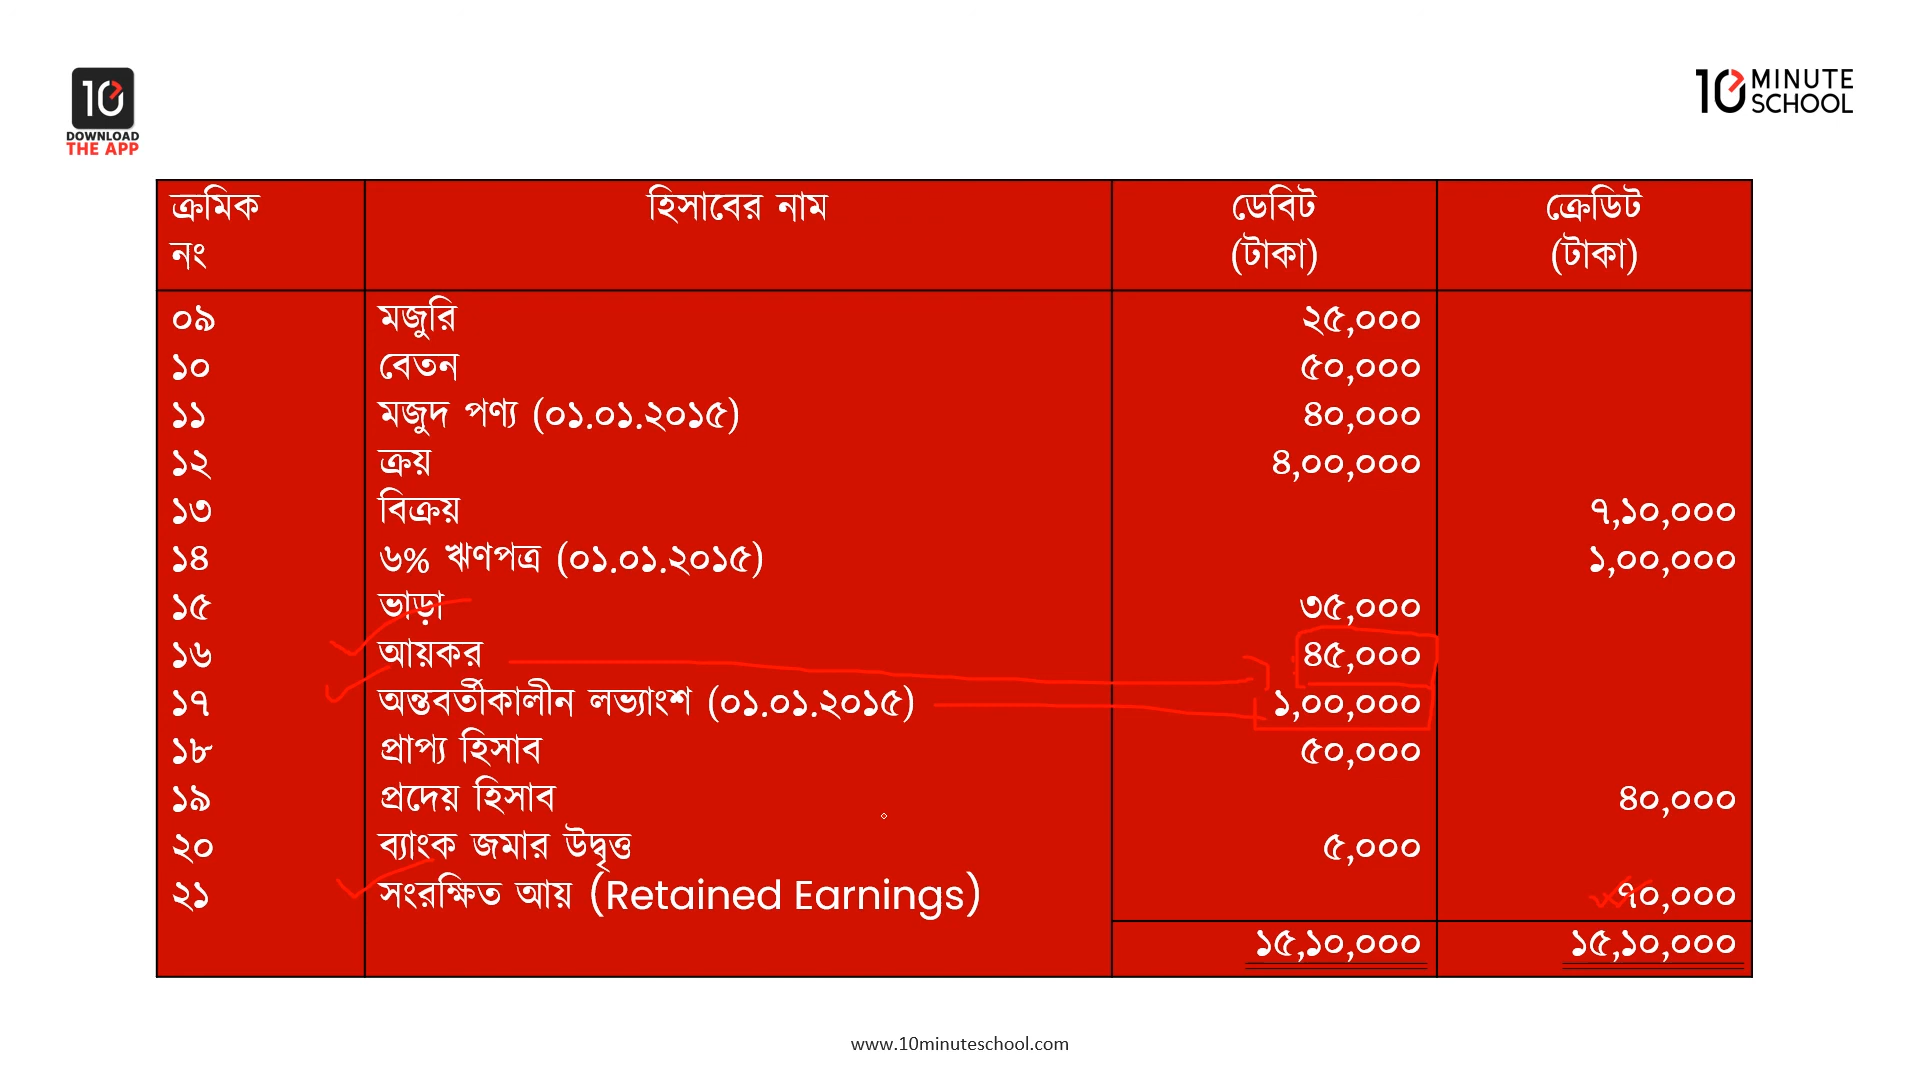 10
DOWNLOAD
THE APP
10 MINUTE
SCHOOL
ক্রমিক নং হিসাবের নাম ডেবিট (টাকা) ক্রেডিট (টাকা)
০৯ মজুরি ২৫,০০০
১০ বেতন ৫০,০০০
১১ মজুদ পণ্য (০১.০১.২০১৫) ৪০,০০০
১২ ক্রয় ৪,০০,০০০
১৩ বিক্রয় ৭,১০,০০০
১৪ ৬% ঋণপত্র (০১.০১.২০১৫) ১,০০,০০০
১৫ ভাড়া ৩৫,০০০
১৬ আয়কর ৪৫,০০০
১৭ অন্তবর্তীকালীন লভ্যাংশ (০১.০১.২০১৫) ১,০০,০০০
১৮ প্রাপ্য হিসাব ৫০,০০০
১৯ প্রদেয় হিসাব ৪০,০০০
২০ ব্যাংক জমার উদ্বৃত্ত ৫,০০০
২১ সংরক্ষিত আয় (Retained Earnings) ৭০,০০০
১৫,১০,০০০ ১৫,১০,০০০
www.10minuteschool.com